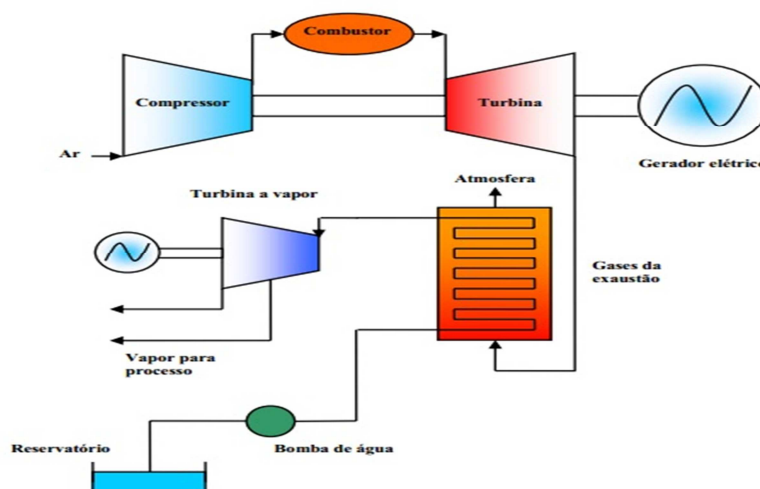 Combustor
Compressor
Turbina
Ar
Gerador elétrico
Atmosfera
Turbina a vapor
Gases da
exaustão
Vapor para
processo
Reservatório
Bomba de água